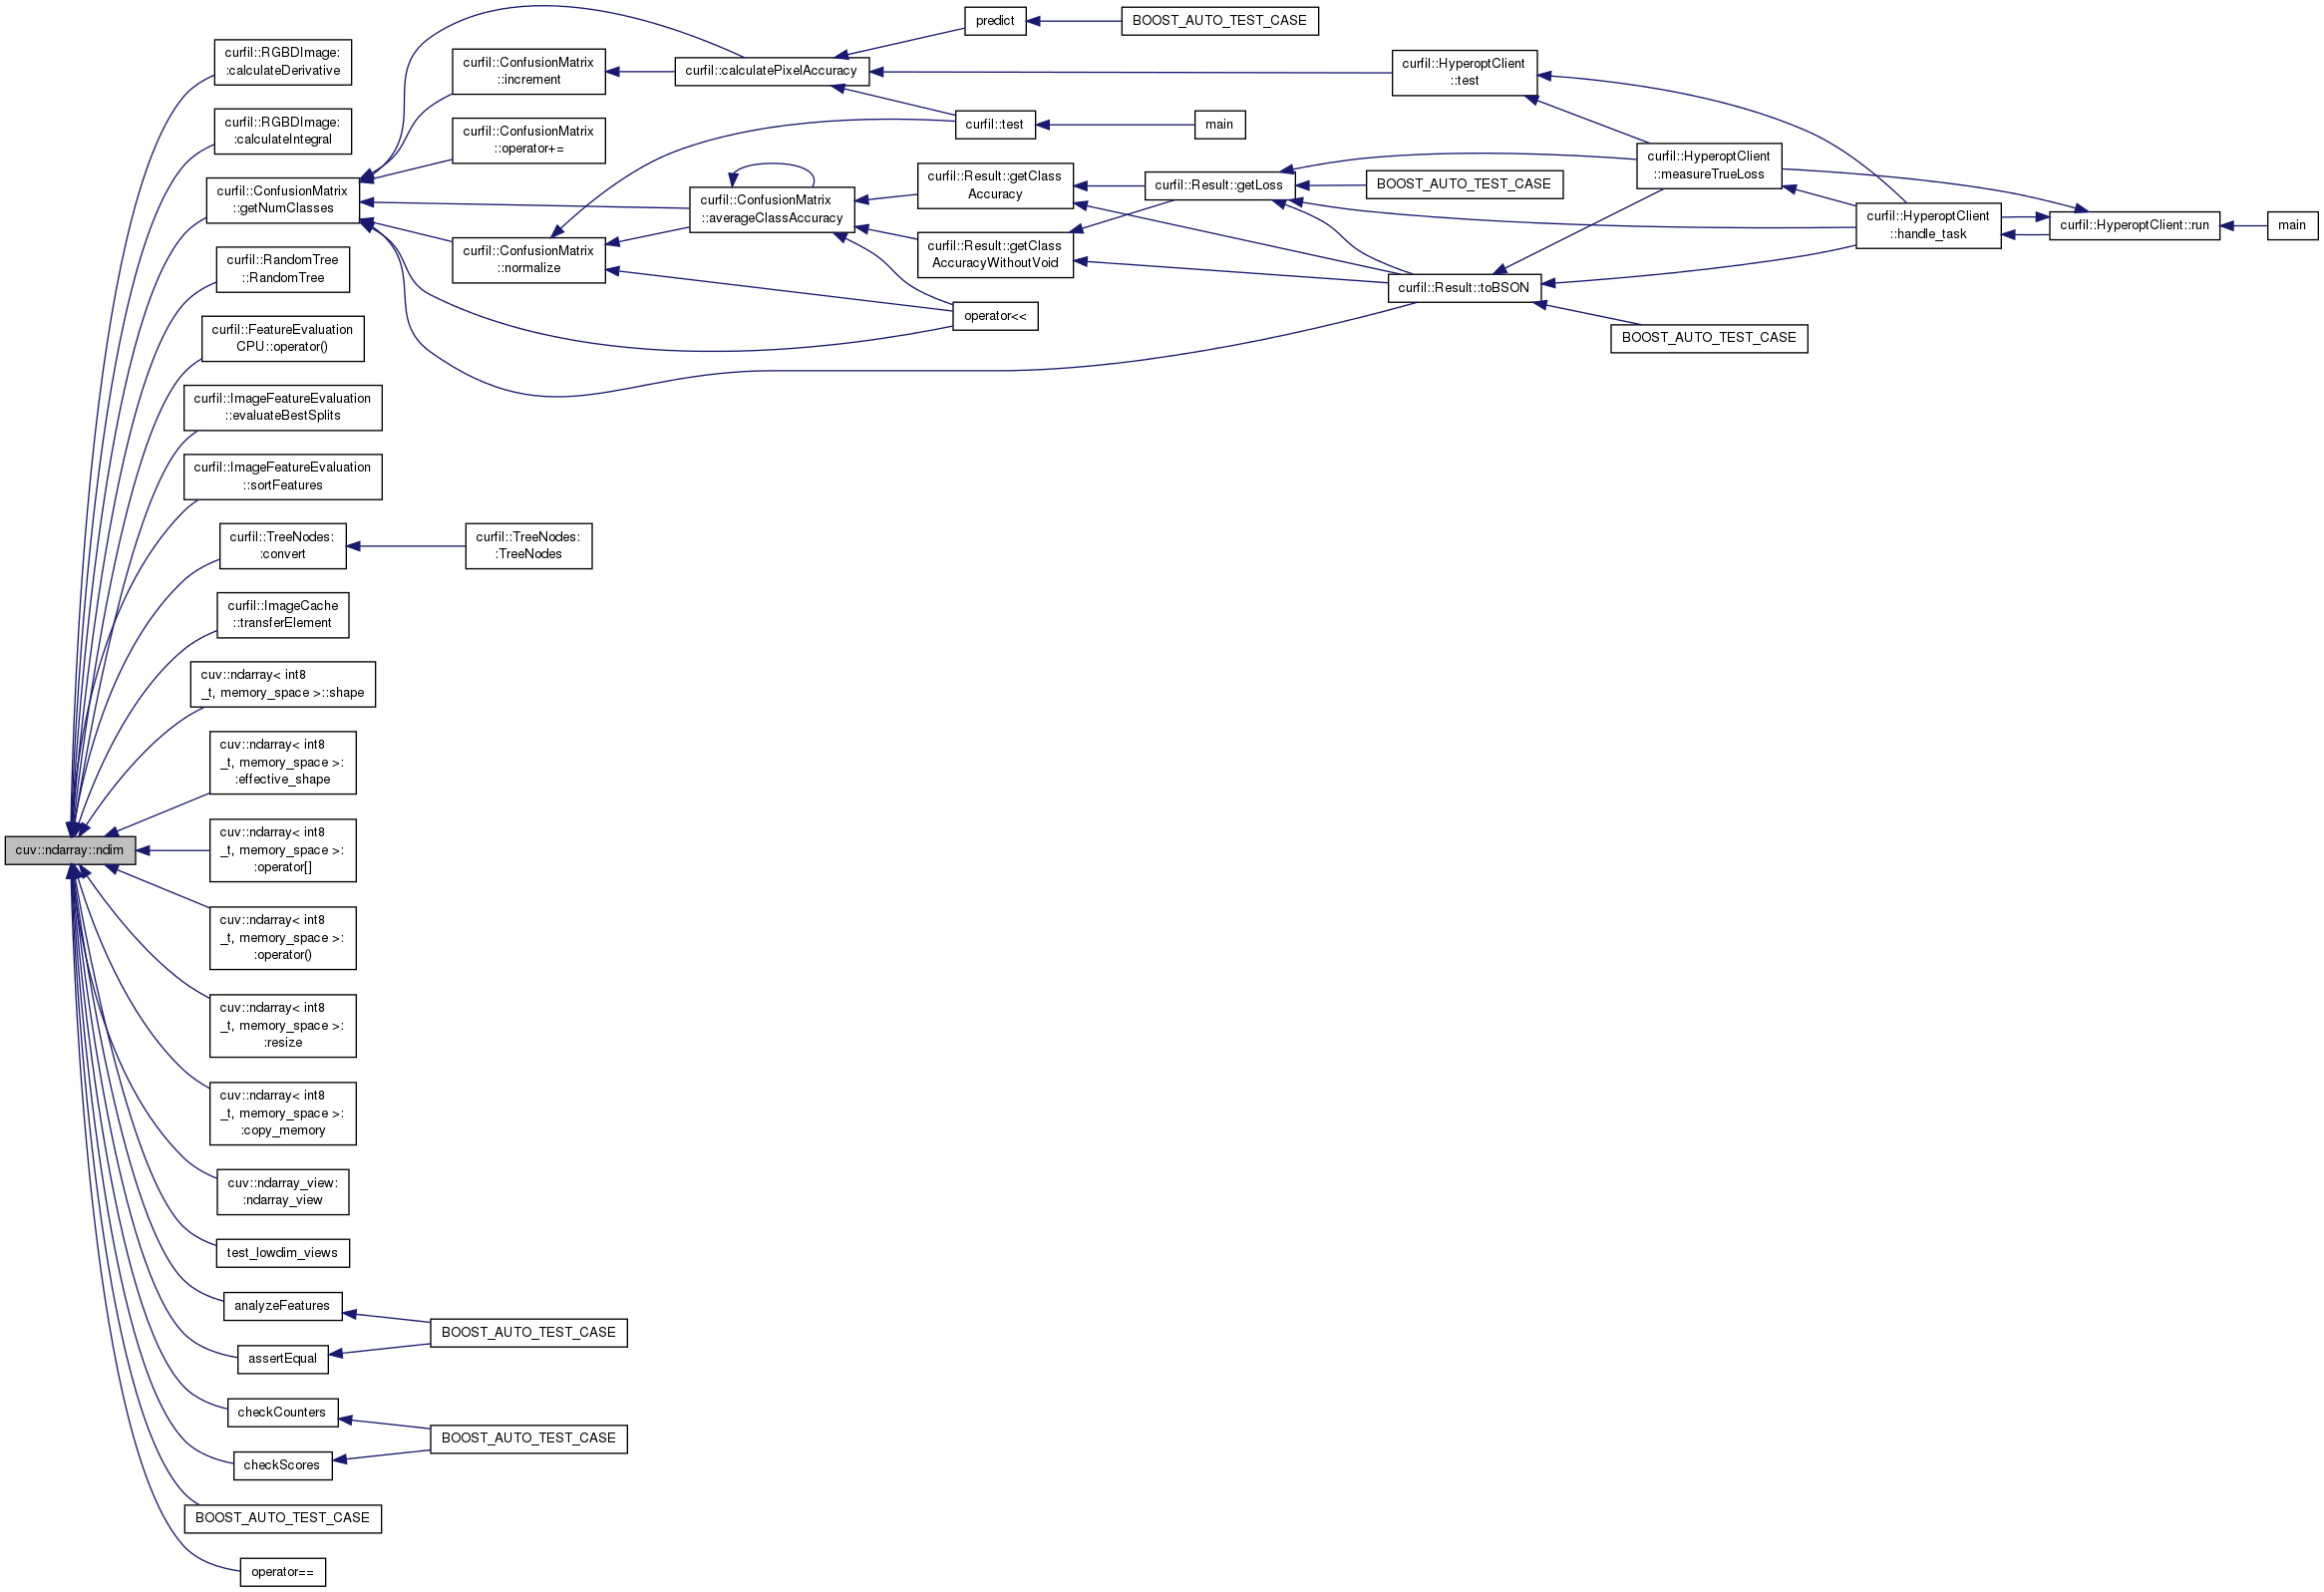 cuv::ndarray::ndim
curfil::RGBDImage:
:calculateDerivative
curfil::RGBDImage:
:calculateIntegral
curfil::ConfusionMatrix
::getNumClasses
curfil::RandomTree
::RandomTree
curfil::FeatureEvaluation
CPU::operator()
curfil::ImageFeatureEvaluation
::evaluateBestSplits
curfil::ImageFeatureEvaluation
::sortFeatures
curfil::TreeNodes:
:convert
curfil::ImageCache
::transferElement
cuv::ndarray< int8
_t, memory_space >::shape
cuv::ndarray< int8
_t, memory_space >:
:effective_shape
cuv::ndarray< int8
_t, memory_space >:
:operator[]
cuv::ndarray< int8
_t, memory_space >:
:operator()
cuv::ndarray< int8
_t, memory_space >:
:resize
cuv::ndarray< int8
_t, memory_space >:
:copy_memory
cuv::ndarray_view:
:ndarray_view
test_lowdim_views
analyzeFeatures
assertEqual
checkCounters
checkScores
BOOST_AUTO_TEST_CASE
operator==
curfil::ConfusionMatrix
::increment
curfil::ConfusionMatrix
::operator+=
curfil::ConfusionMatrix
::normalize
curfil::TreeNodes:
:TreeNodes
BOOST_AUTO_TEST_CASE
BOOST_AUTO_TEST_CASE
curfil::calculatePixelAccuracy
curfil::ConfusionMatrix
::averageClassAccuracy
predict
curfil::test
curfil::Result::getClass
Accuracy
curfil::Result::getClass
AccuracyWithoutVoid
operator<<
BOOST_AUTO_TEST_CASE
main
curfil::Result::getLoss
curfil::HyperoptClient
::test
BOOST_AUTO_TEST_CASE
curfil::Result::toBSON
curfil::HyperoptClient
::measureTrueLoss
BOOST_AUTO_TEST_CASE
curfil::HyperoptClient
::handle_task
curfil::HyperoptClient::run
main